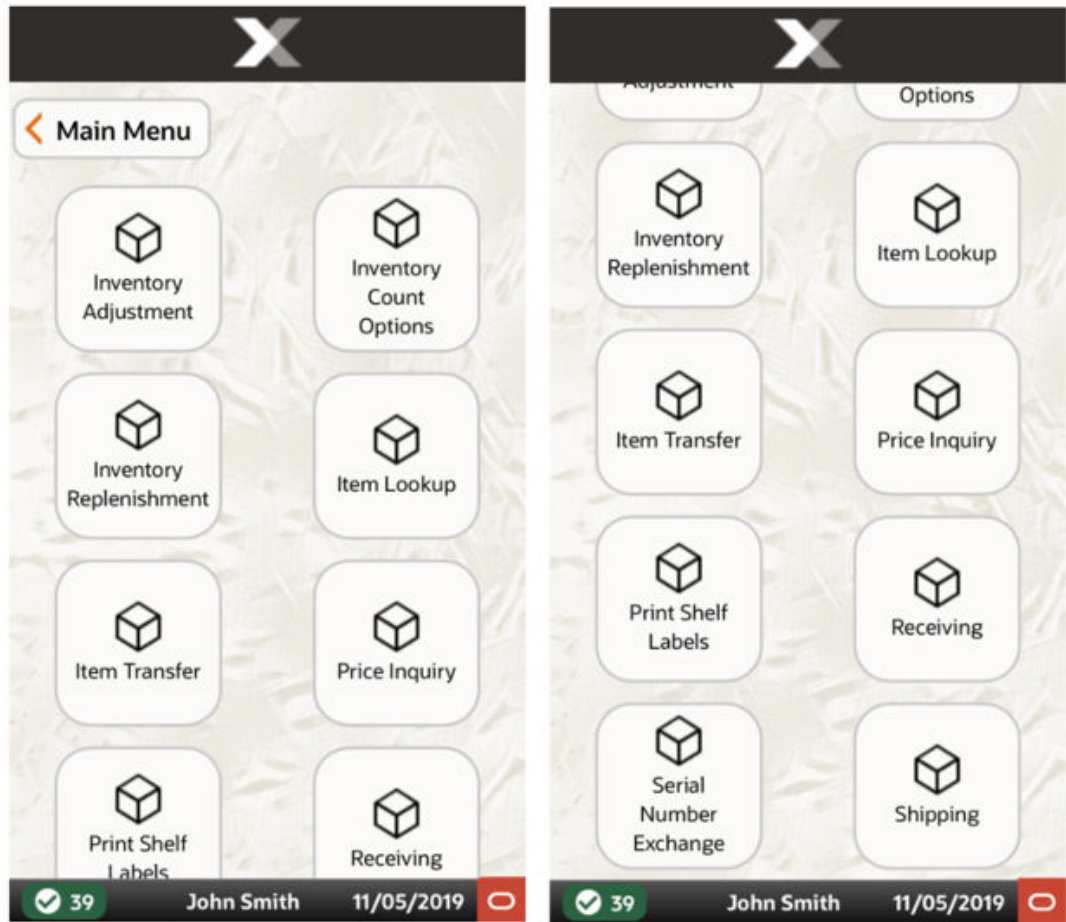 Main Menu
Inventory
Adjustment
Inventory
Count
Options
Inventory
Replenishment
Item Lookup
Item Transfer
Price Inquiry
Print Shelf
Labels
Receiving
39
John Smith
11/05/2019
Adjustment
Options
Inventory
Replenishment
Item Lookup
Item Transfer
Price Inquiry
Print Shelf
Labels
Receiving
Serial
Number
Exchange
Shipping
39
John Smith
11/05/2019